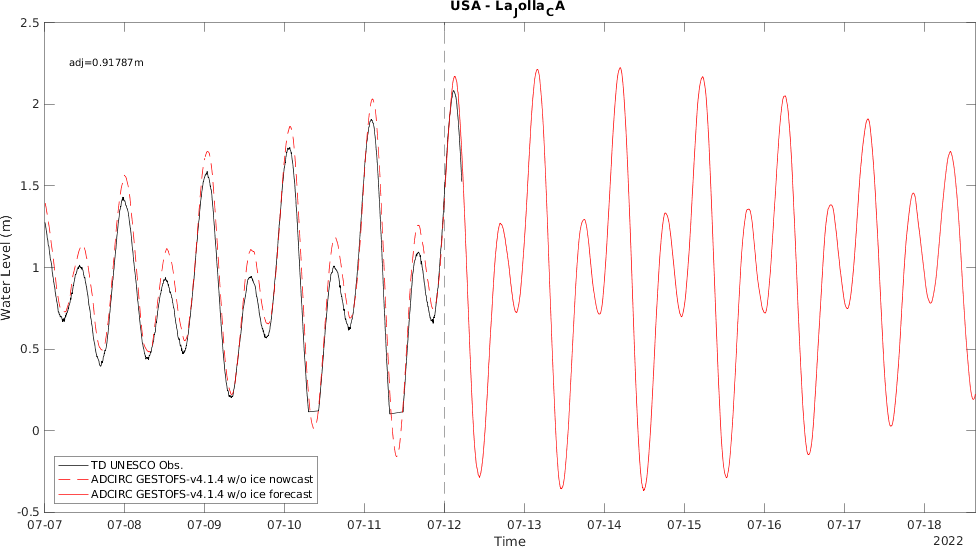 USA - LaJollaCA
2.5
adj=0.91787m
2
1.5
Water Level (m)
1
0.5
0
TD UNESCO Obs.
ADCIRC GESTOFS-v4.1.4 w/o ice nowcast
ADCIRC GESTOFS-v4.1.4 w/o ice forecast
-0.5
07-07 07-08 07-09 07-10 07-11 07-12 07-13 07-14 07-15 07-16 07-17 07-18
Time
2022